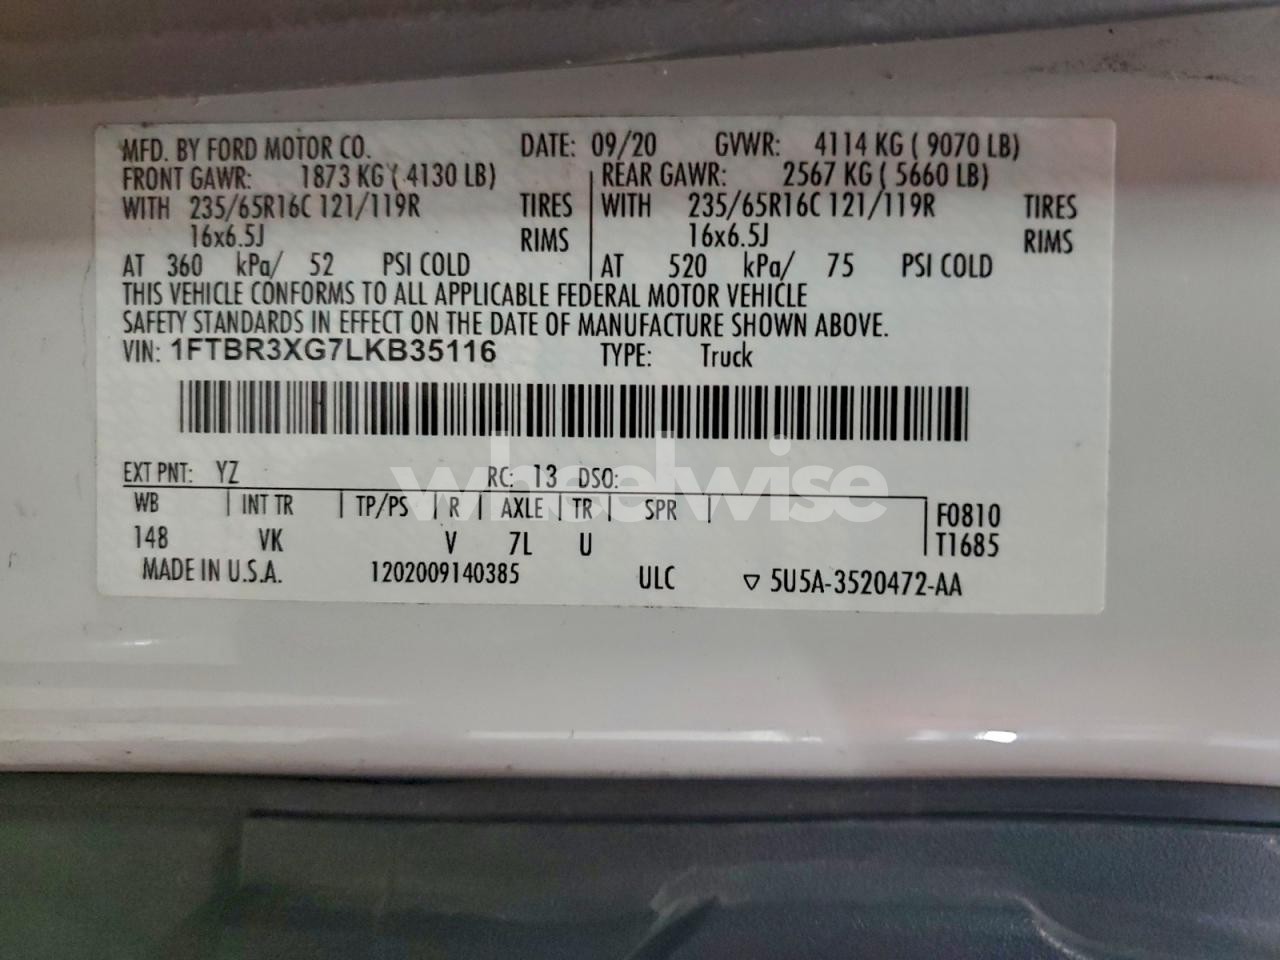 MFD. BY FORD MOTOR CO. DATE: 09/20 GVWR: 4114 KG ( 9070 LB)
FRONT GAWR: 1873 KG ( 4130 LB) REAR GAWR: 2567 KG ( 5660 LB)
WITH 235/65R16C 121/119R TIRES WITH 235/65R16C 121/119R TIRES
16x6.5J RIMS 16x6.5J RIMS
AT 360 kPa/ 52 PSI COLD AT 520 kPa/ 75 PSI COLD
THIS VEHICLE CONFORMS TO ALL APPLICABLE FEDERAL MOTOR VEHICLE
SAFETY STANDARDS IN EFFECT ON THE DATE OF MANUFACTURE SHOWN ABOVE.
VIN: 1FTBR3XG7LKB35116 TYPE: Truck
wheelwise
EXT PNT: YZ RC: 13 DSO:
WB INT TR TP/PS R AXLE TR SPR F0810
148 VK V 7L U T1685
MADE IN U.S.A. 1202009140385 ULC ▽ 5U5A-3520472-AA